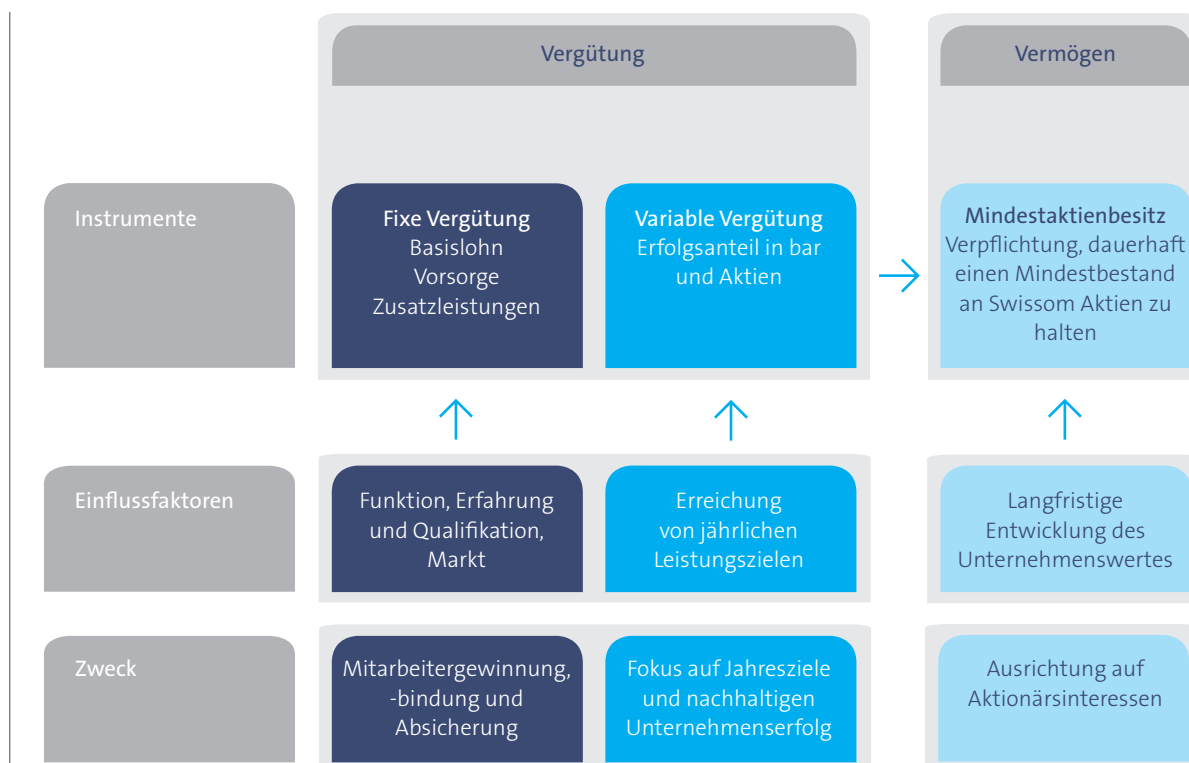 Vergütung
Vermögen
Instrumente
Fixe Vergütung
Basislohn
Vorsorge
Zusatzleistungen
Variable Vergütung
Erfolgsanteil in bar
und Aktien
Mindestaktienbesitz
Verpflichtung, dauerhaft
einen Mindestbestand
an Swissom Aktien zu
halten
Einflussfaktoren
Funktion, Erfahrung
und Qualifikation,
Markt
Erreichung
von jährlichen
Leistungszielen
Langfristige
Entwicklung des
Unternehmenswertes
Zweck
Mitarbeitergewinnung,
-bindung und
Absicherung
Fokus auf Jahresziele
und nachhaltigen
Unternehmenserfolg
Ausrichtung auf
Aktionärsinteressen